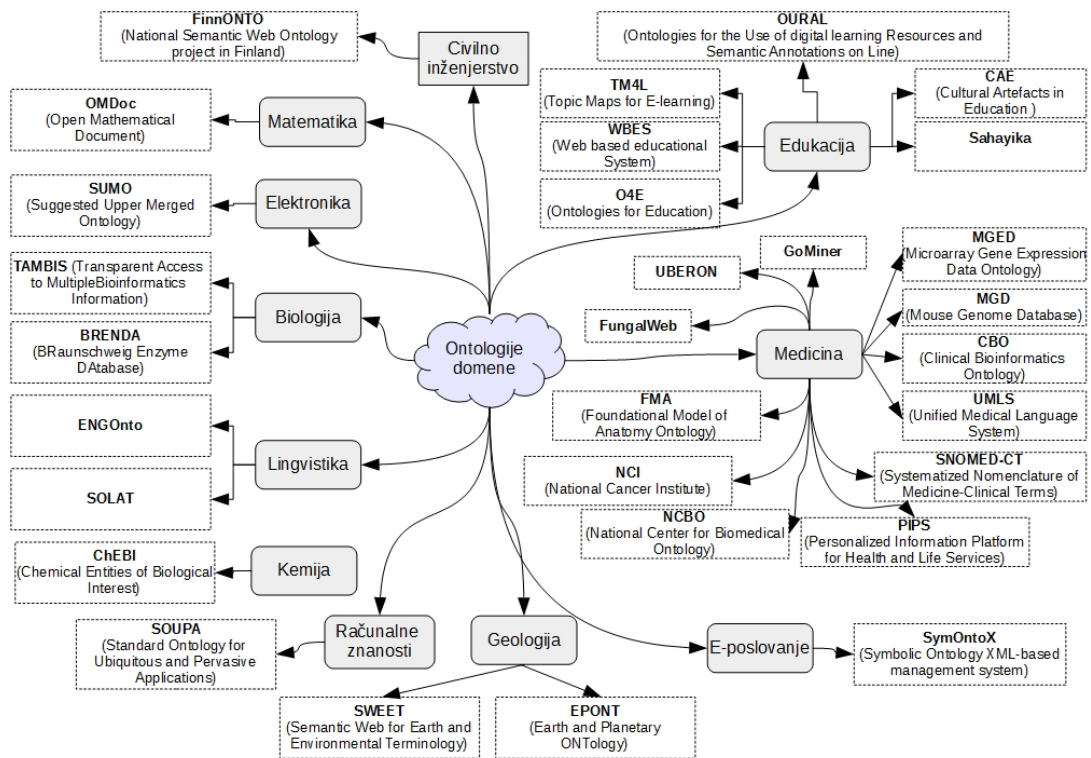 FinnONTO
(National Semantic Web Ontology
project in Finland)
Civilno
inženjerstvo
OURAL
(Ontologies for the Use of digital learning Resources and
Semantic Annotations on Line)
OMDoc
(Open Mathematical
Document)
Matematika
TM4L
(Topic Maps for E-learning)
WBES
(Web based educational
System)
O4E
(Ontologies for Education)
Edukacija
CAE
(Cultural Artefacts in
Education )
Sahayika
SUMO
(Suggested Upper Merged
Ontology)
Elektronika
TAMBIS (Transparent Access
to MultipleBioinformatics
Information)
BRENDA
(BRaunschweig Enzyme
DAtabase)
Biologija
Ontologije
domene
UBERON
GoMiner
FungalWeb
Medicina
MGED
(Microarray Gene Expression
Data Ontology)
MGD
(Mouse Genome Database)
CBO
(Clinical Bioinformatics
Ontology)
UMLS
(Unified Medical Language
System)
FMA
(Foundational Model of
Anatomy Ontology)
NCI
(National Cancer Institute)
NCBO
(National Center for Biomedical
Ontology)
SNOMED-CT
(Systematized Nomenclature of
Medicine-Clinical Terms)
PIPS
(Personalized Information Platform
for Health and Life Services)
ENGOnto
SOLAT
Lingvistika
ChEBI
(Chemical Entities of Biological
Interest)
Kemija
SOUPA
(Standard Ontology for
Ubiquitous and Pervasive
Applications)
Računalne
znanosti
Geologija
SWEET
(Semantic Web for Earth and
Environmental Terminology)
EPONT
(Earth and Planetary
ONTology)
E-poslovanje
SymOntoX
(Symbolic Ontology XML-based
management system)